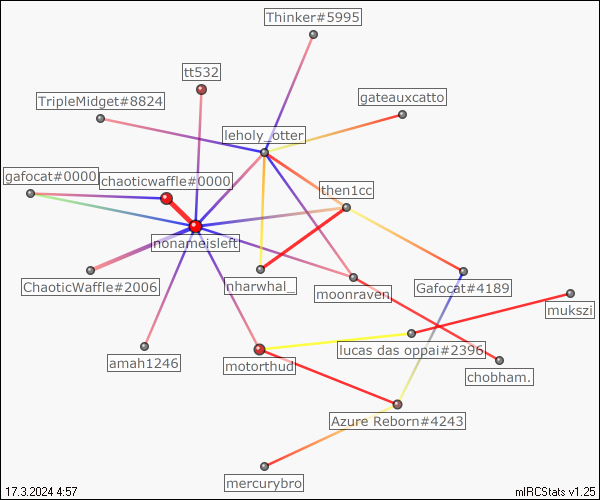 Thinker#5995
tt532
TripleMidget#8824
gateauxcatto
leholy_otter
gafocat#0000
chaoticwaffle#0000
then1cc
nonameisleft
ChaoticWaffle#2006
nharwhal_
moonraven
Gafocat#4189
mukszi
amah1246
motorthud
lucas das oppai#2396
chobham.
Azure Reborn#4243
mercurybro
17.3.2024 4:57
mIRCStats v1.25